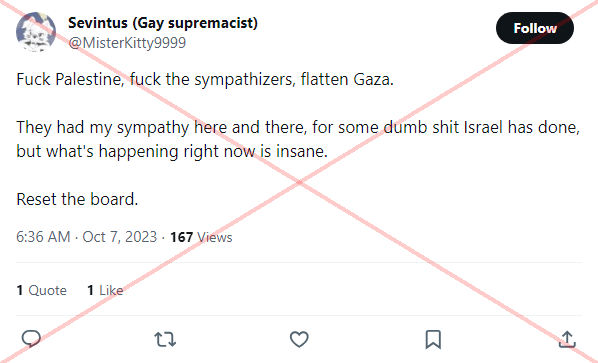 Sevintus (Gay supremacist)
@MisterKitty9999
Follow
Fuck Palestine, fuck the sympathizers, flatten Gaza.
They had my sympathy here and there, for some dumb shit Israel has done,
but what's happening right now is insane.
Reset the board.
6:36 AM · Oct 7, 2023 · 167 Views
1 Quote 1 Like